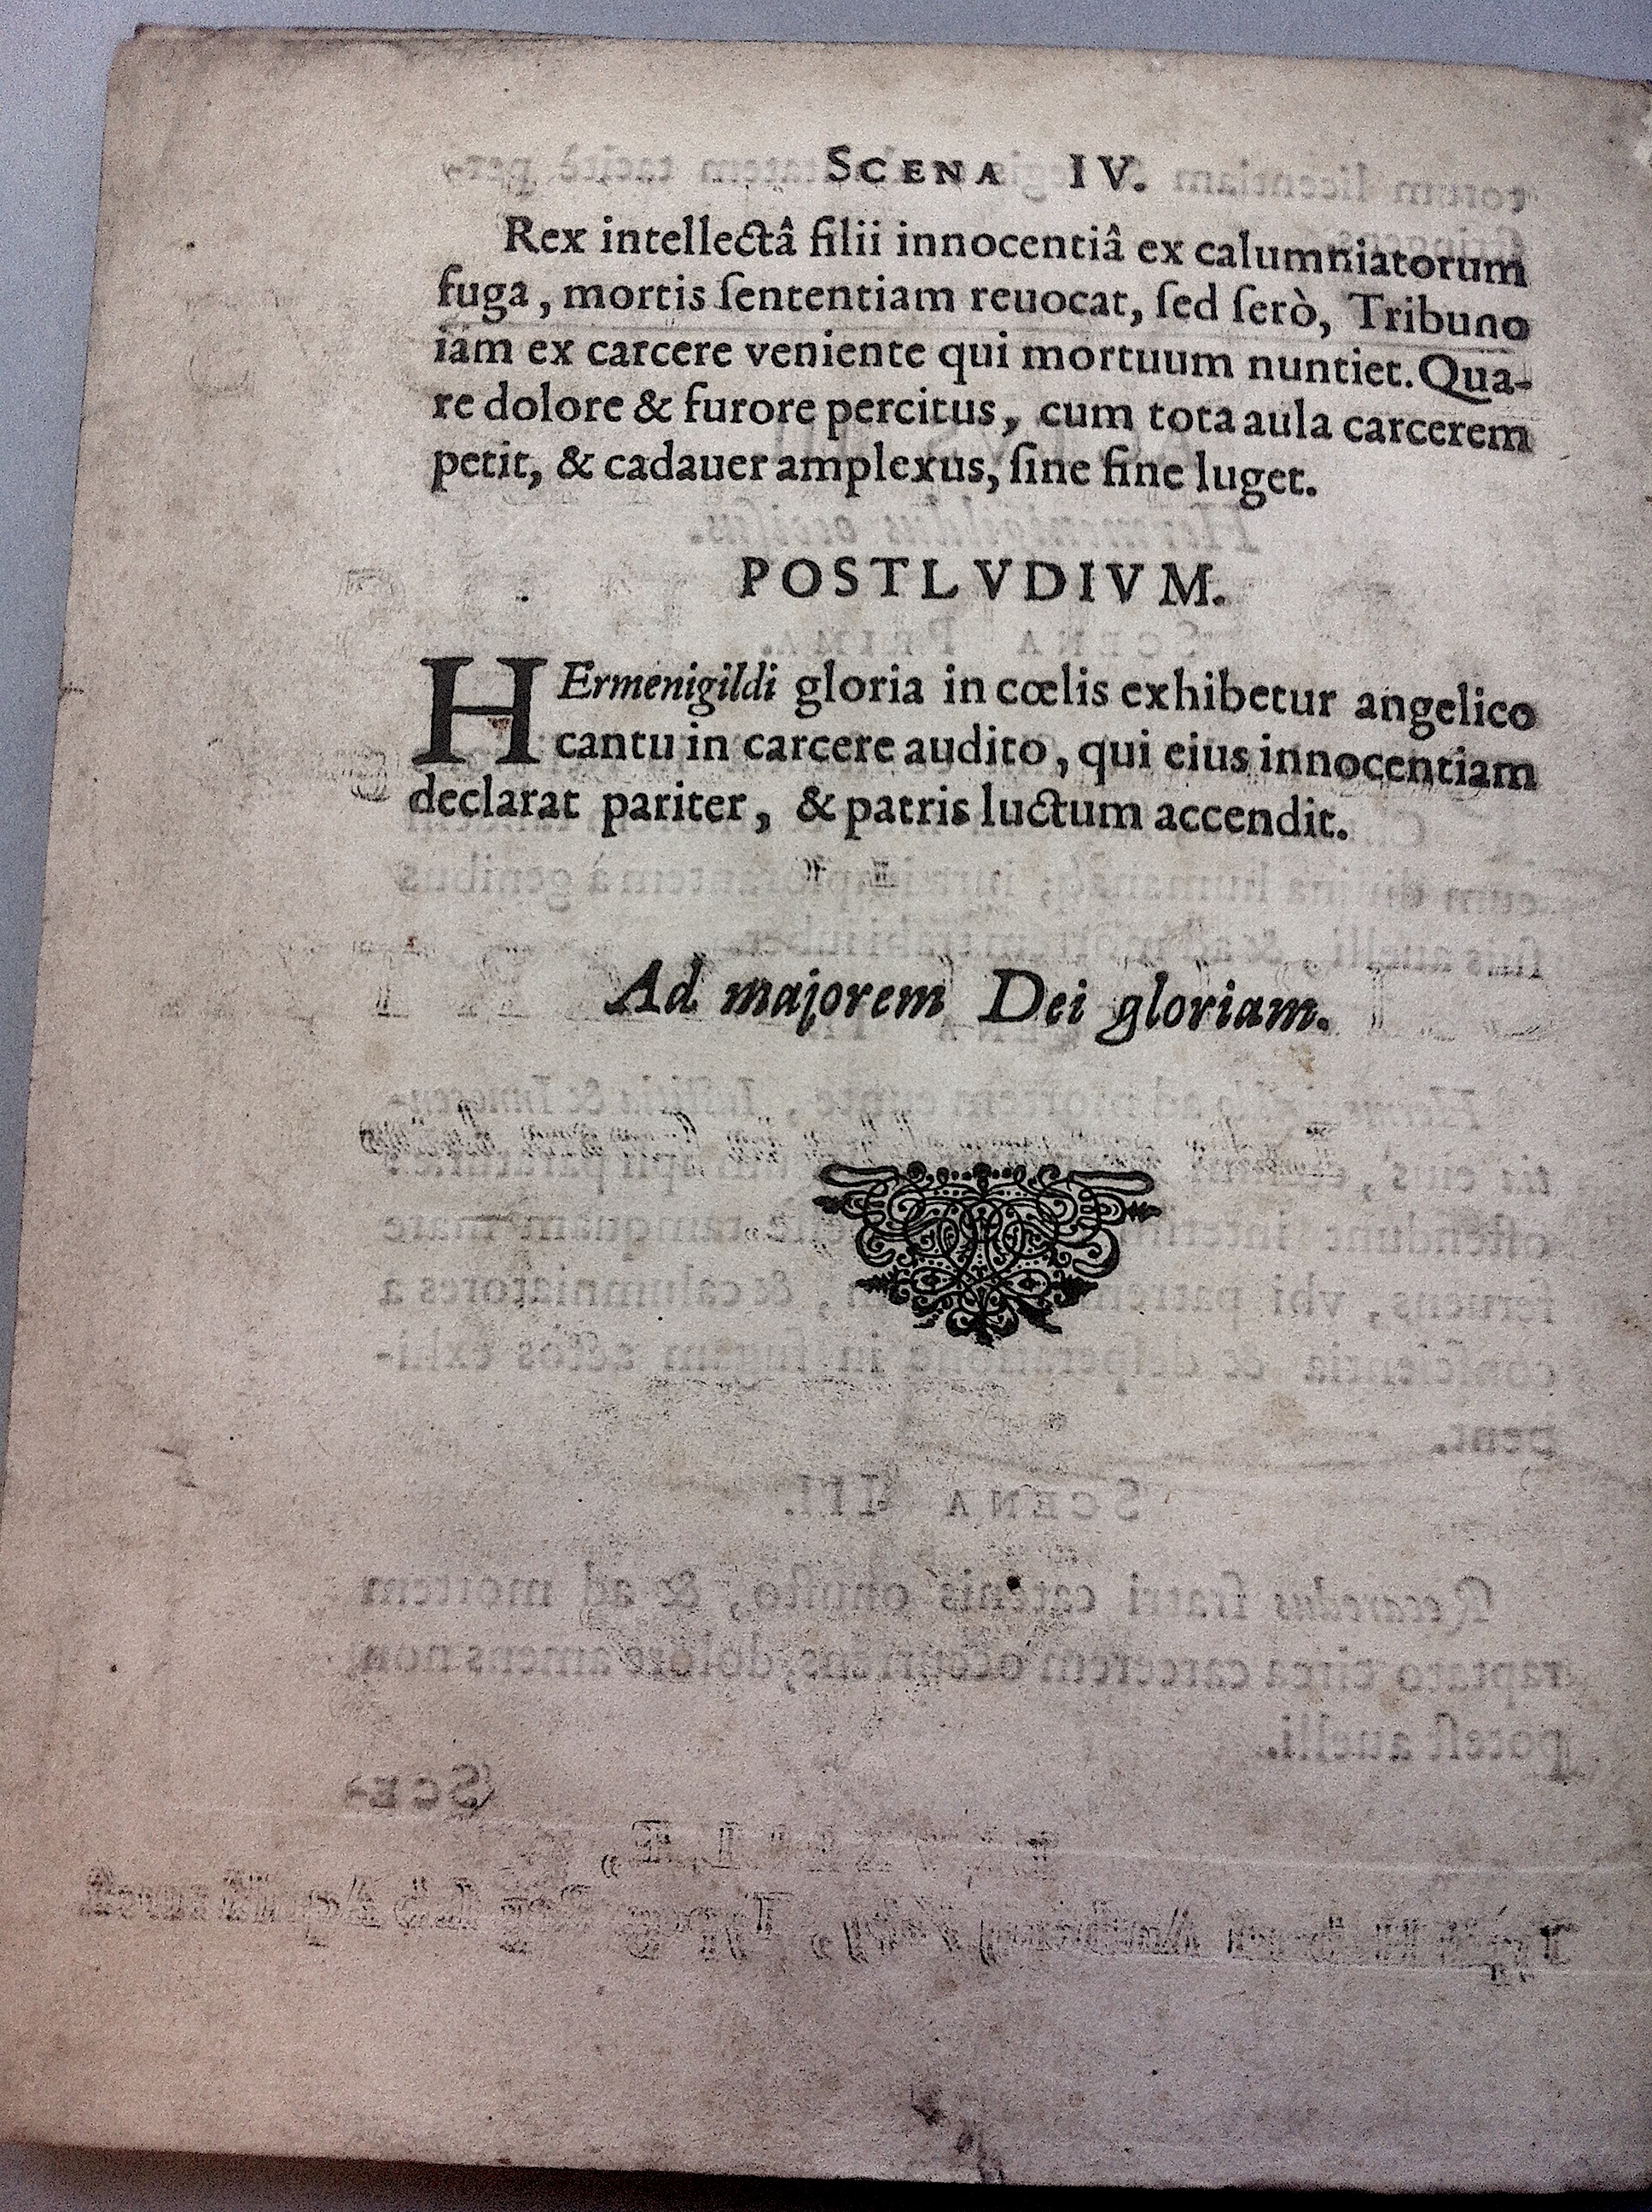 SCENA IV.
Rex intellectâ filii innocentiâ ex calumniatorum
fuga, mortis ſententiam reuocat, ſed ſerò, Tribuno
iam ex carcere veniente qui mortuum nuntiet. Qua-
re dolore & furore percitus, cum tota aula carcerem
petit, & cadauer amplexus, ſine fine luget.
POSTLVDIVM.
HErmenigildi gloria in cœlis exhibetur angelico
cantu in carcere audito, qui eius innocentiam
declarat pariter, & patris luctum accendit.
Ad majorem Dei gloriam.